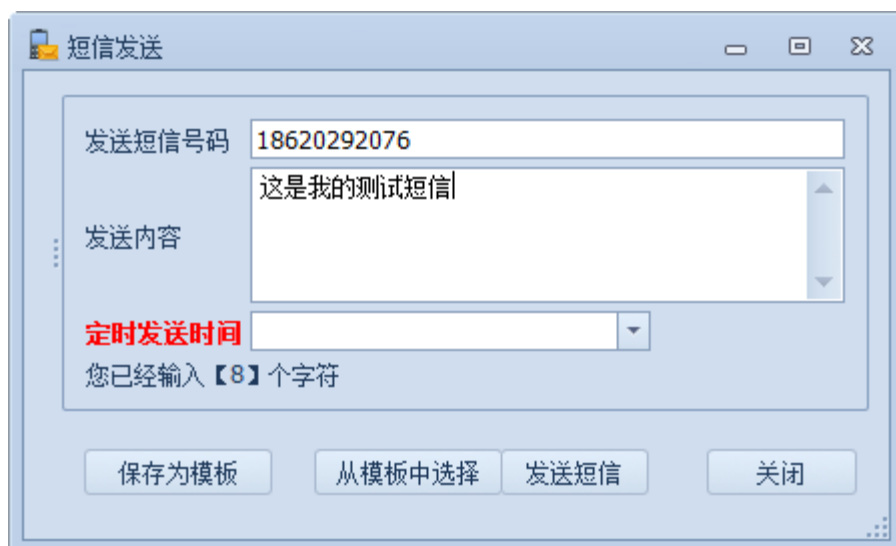 短信发送
发送短信号码 18620292076
发送内容 这是我的测试短信
定时发送时间
您已经输入【8】个字符
保存为模板 从模板中选择 发送短信 关闭